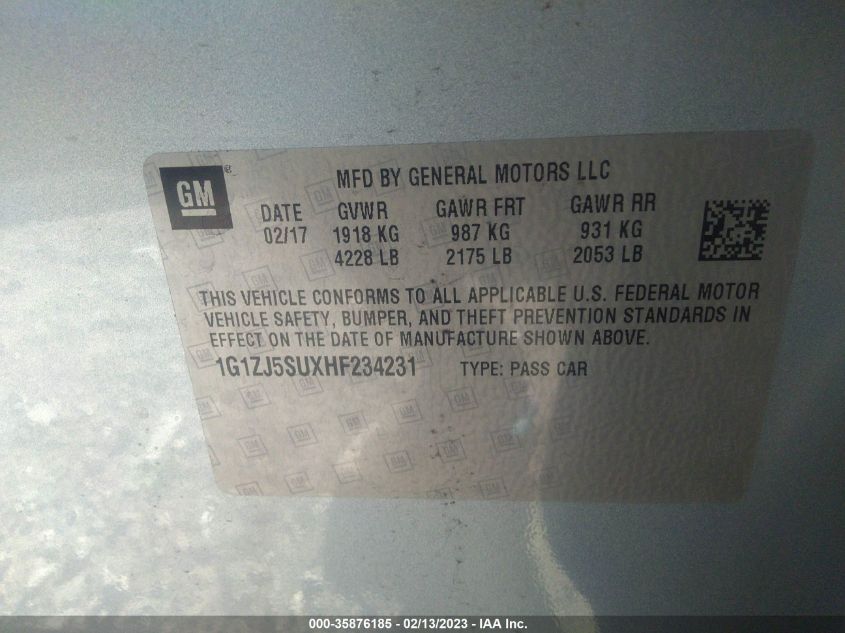 GM
®
MFD BY GENERAL MOTORS LLC
DATE GVWR GAWR FRT GAWR RR
02/17 1918 KG 987 KG 931 KG
4228 LB 2175 LB 2053 LB
THIS VEHICLE CONFORMS TO ALL APPLICABLE U.S. FEDERAL MOTOR
VEHICLE SAFETY, BUMPER, AND THEFT PREVENTION STANDARDS IN
EFFECT ON THE DATE OF MANUFACTURE SHOWN ABOVE.
1G1ZJ5SUXHF234231 TYPE: PASS CAR
000-35876185 - 02/13/2023 - IAA Inc.